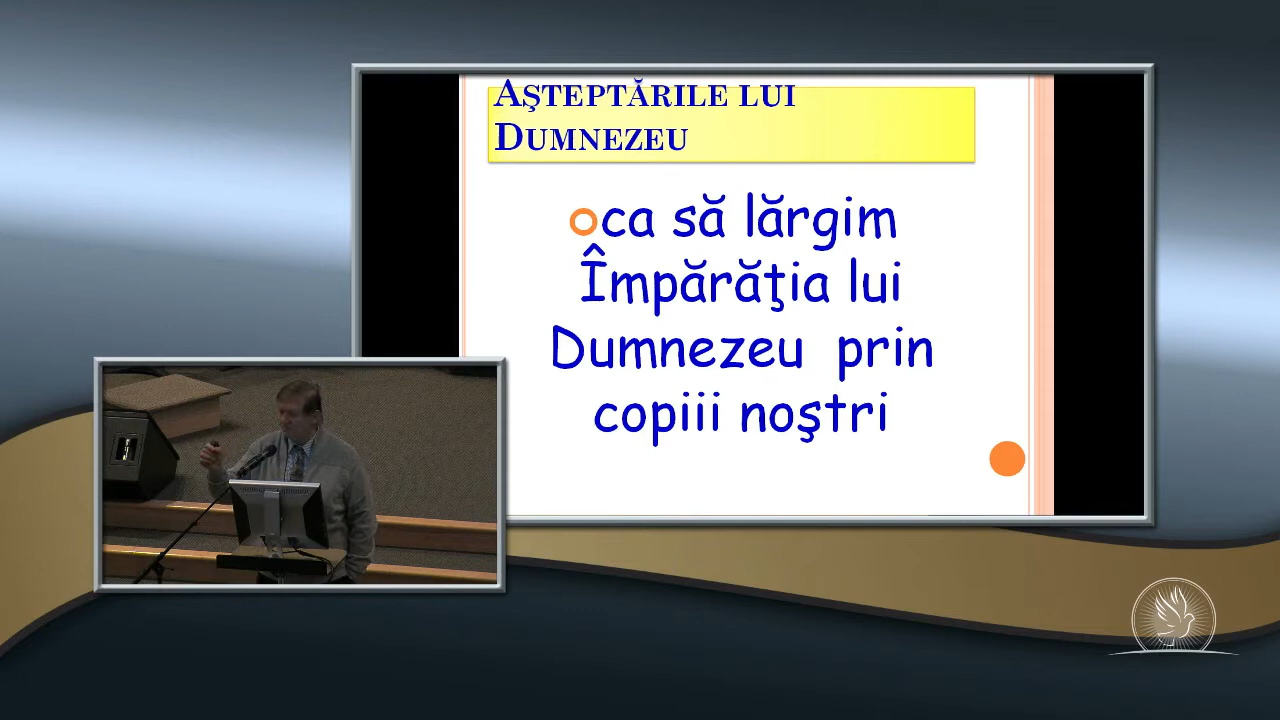 Aşteptările lui
Dumnezeu
ca să lărgim
Împărăţia lui
Dumnezeu prin
copiii noştri